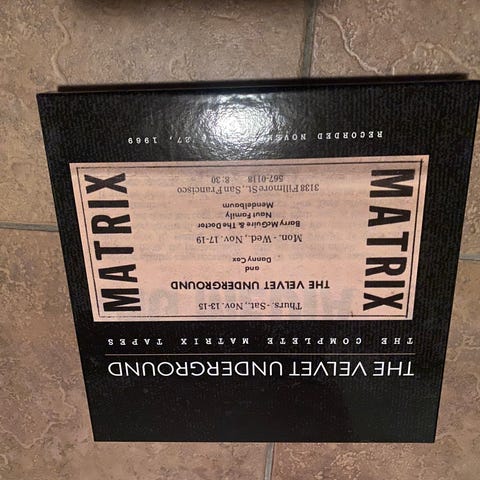 THE VELVET UNDERGROUND
THE COMPLETE MATRIX TAPES
MATRIX
Thurs. - Sat., Nov. 13-15
THE VELVET UNDERGROUND
and
Danny Cox
Mon. - Wed., Nov. 17-19
Barry McGuire & The Doctor
Naui Family
Mendelbaum
3138 Fillmore St., San Francisco
567-0118 8:30
MATRIX
RECORDED 27, 1969